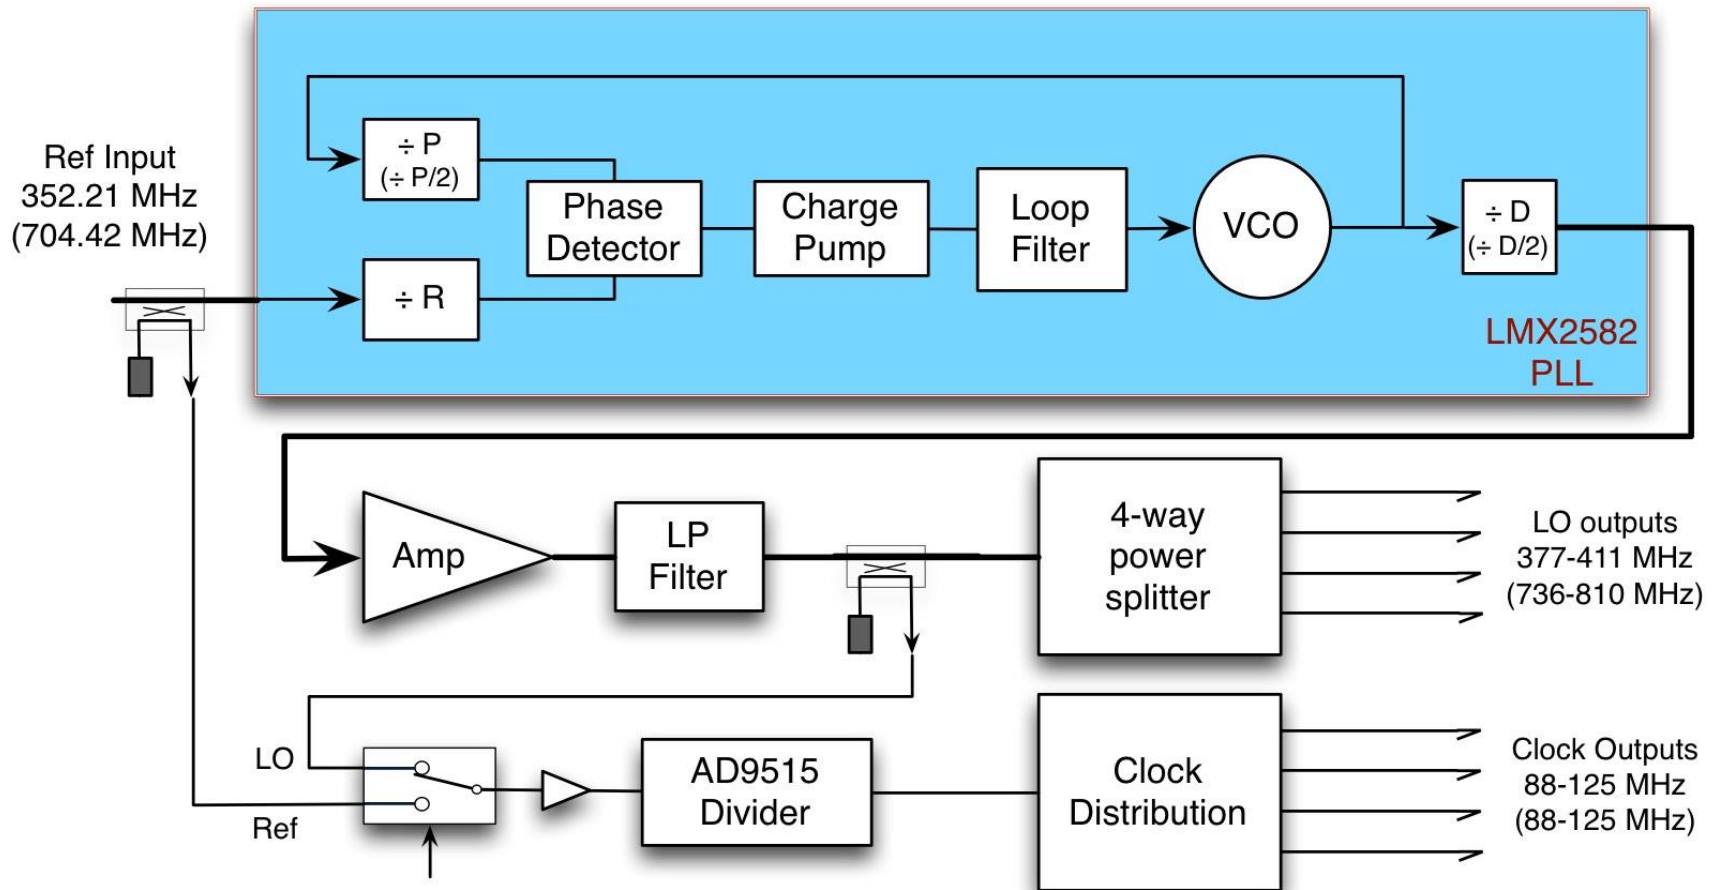 Ref Input
352.21 MHz
(704.42 MHz)
÷ P
(÷ P/2)
÷ R
Phase
Detector
Charge
Pump
Loop
Filter
VCO
÷ D
(÷ D/2)
LMX2582
PLL
Amp
LP
Filter
4-way
power
splitter
LO outputs
377-411 MHz
(736-810 MHz)
LO
Ref
AD9515
Divider
Clock
Distribution
Clock Outputs
88-125 MHz
(88-125 MHz)